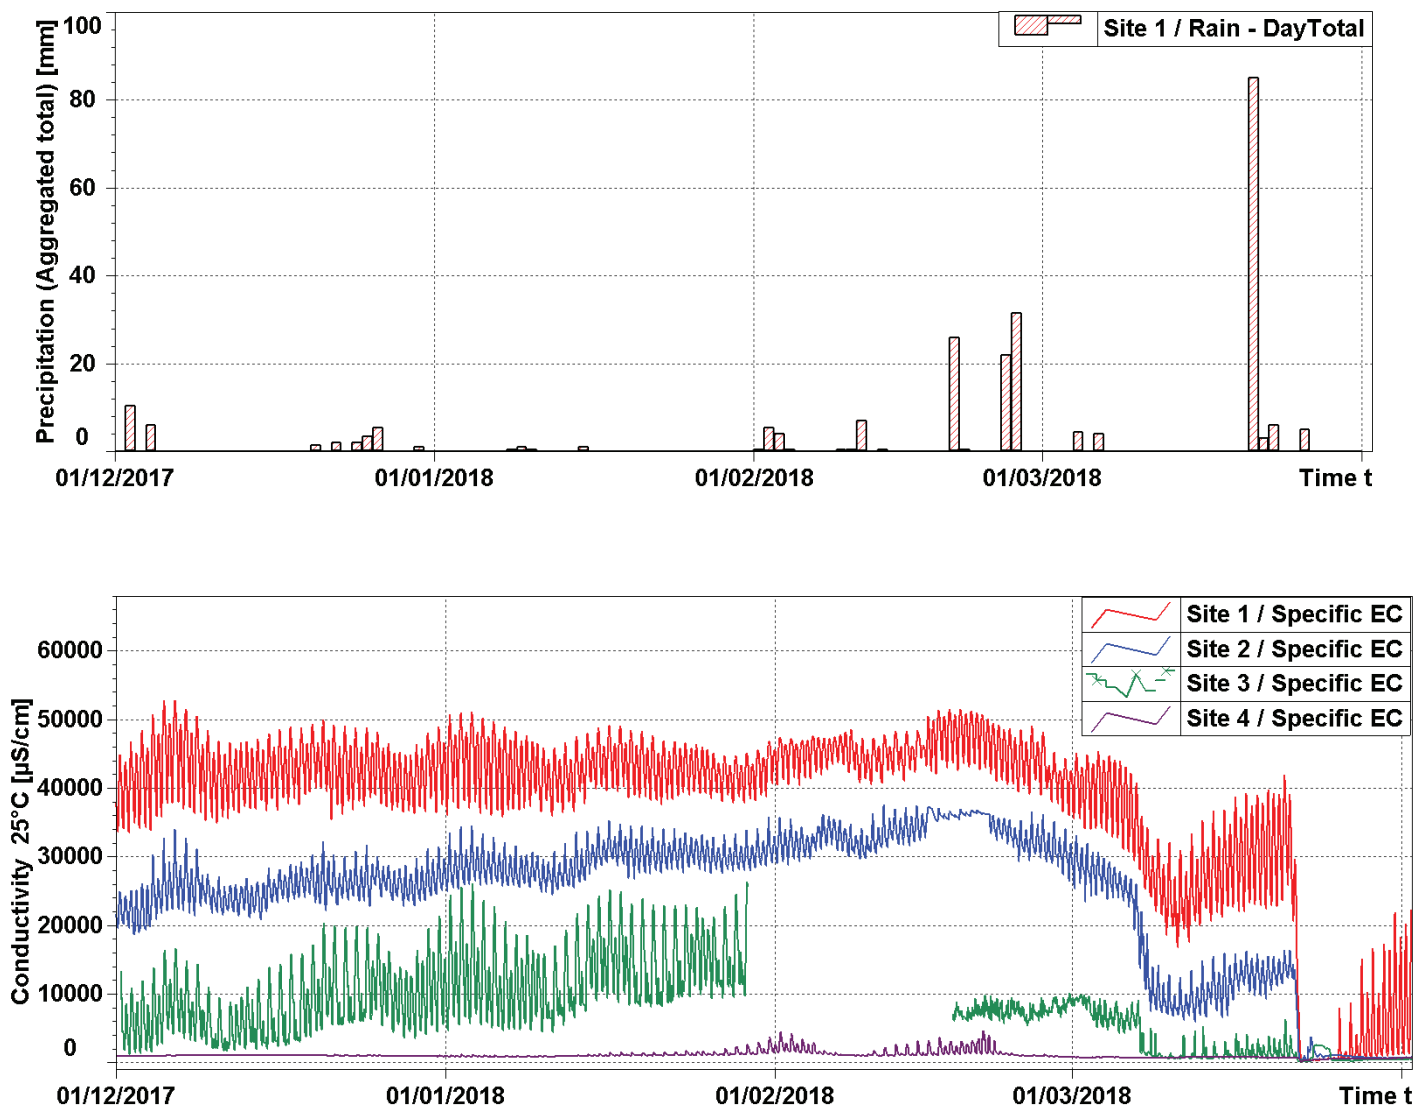 Precipitation (Aggregated total) [mm]
100
80
60
40
20
0
Site 1 / Rain - DayTotal
01/12/2017
01/01/2018
01/02/2018
01/03/2018
Time t
Conductivity 25°C [µS/cm]
60000
50000
40000
30000
20000
10000
0
Site 1 / Specific EC
Site 2 / Specific EC
Site 3 / Specific EC
Site 4 / Specific EC
01/12/2017
01/01/2018
01/02/2018
01/03/2018
Time t